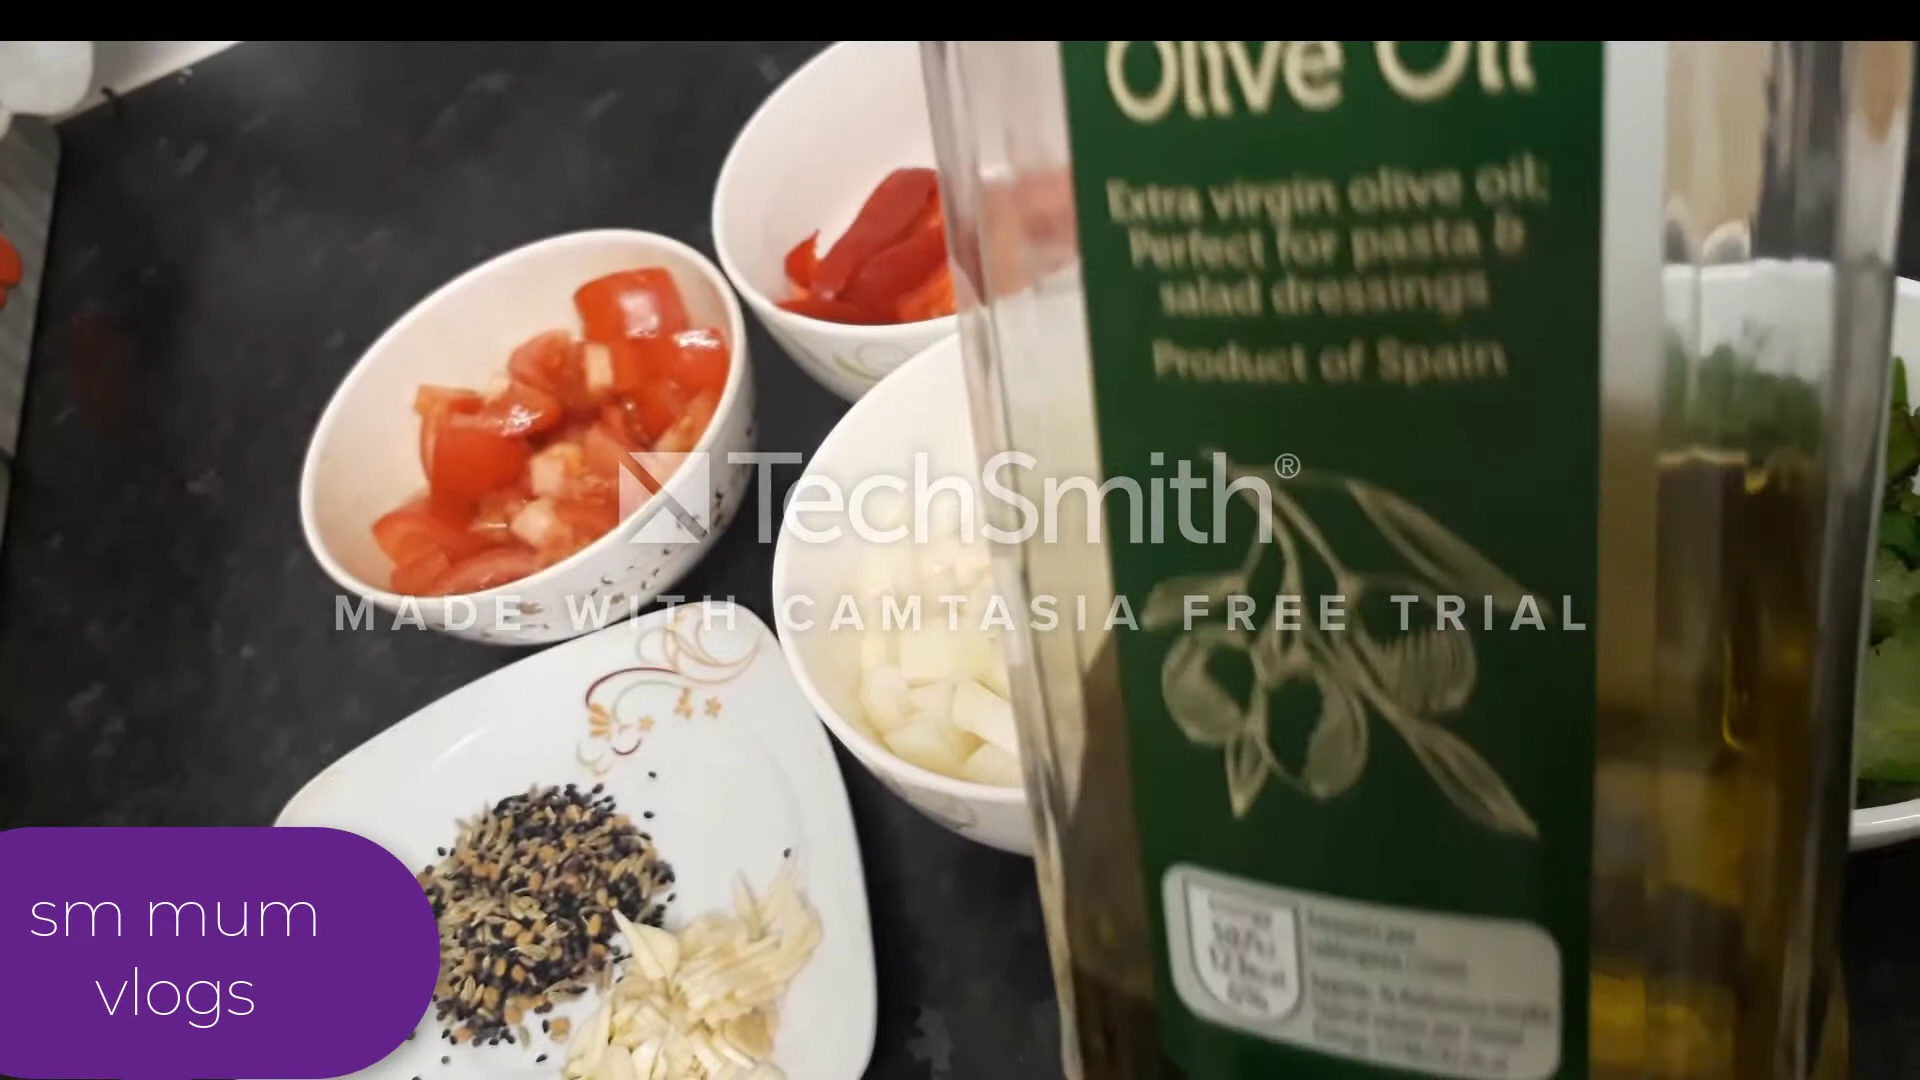 Olive Oil
Extra virgin olive oil;
Perfect for pasta &
salad dressings
Product of Spain
TechSmith®
MADE WITH CAMTASIA FREE TRIAL
sm mum
vlogs